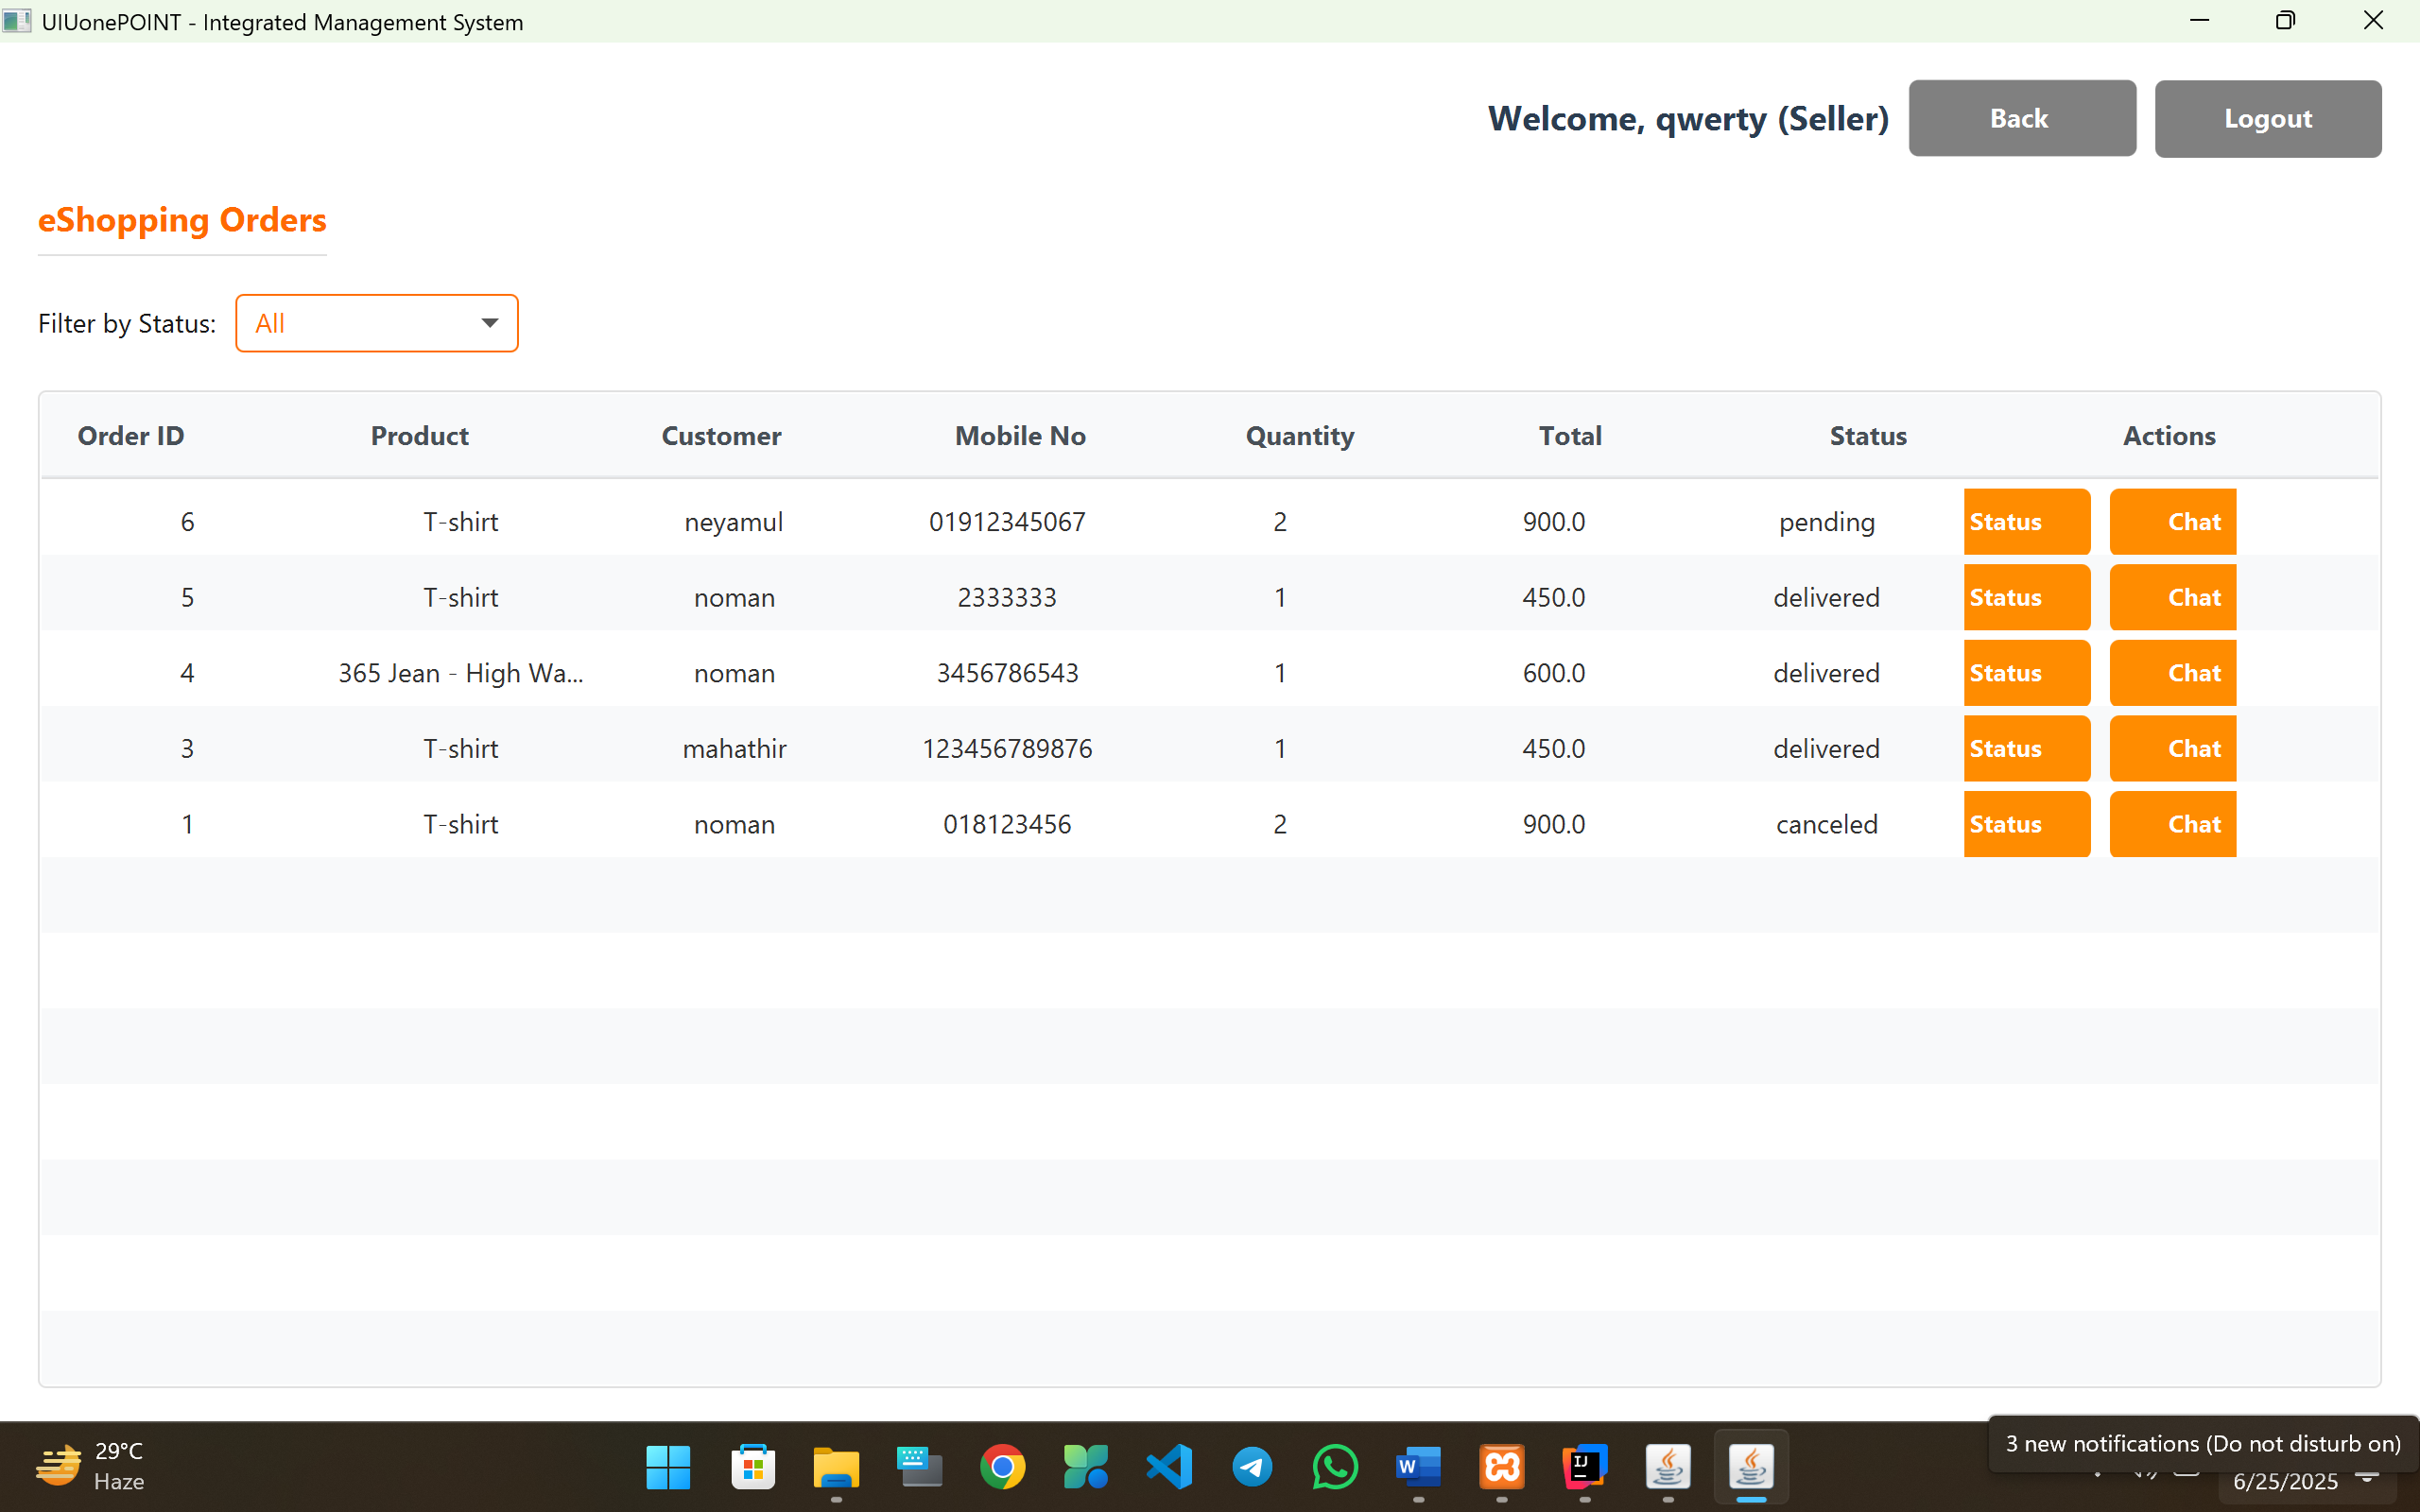 UIUonePOINT - Integrated Management System
Welcome, qwerty (Seller) Back Logout
eShopping Orders
Filter by Status: All
Order ID Product Customer Mobile No Quantity Total Status Actions
6 T-shirt neyamul 01912345067 2 900.0 pending Status Chat
5 T-shirt noman 2333333 1 450.0 delivered Status Chat
4 365 Jean - High Wa... noman 3456786543 1 600.0 delivered Status Chat
3 T-shirt mahathir 123456789876 1 450.0 delivered Status Chat
1 T-shirt noman 018123456 2 900.0 canceled Status Chat
29°C
Haze
W
IJ
3 new notifications (Do not disturb on)
6/25/2025